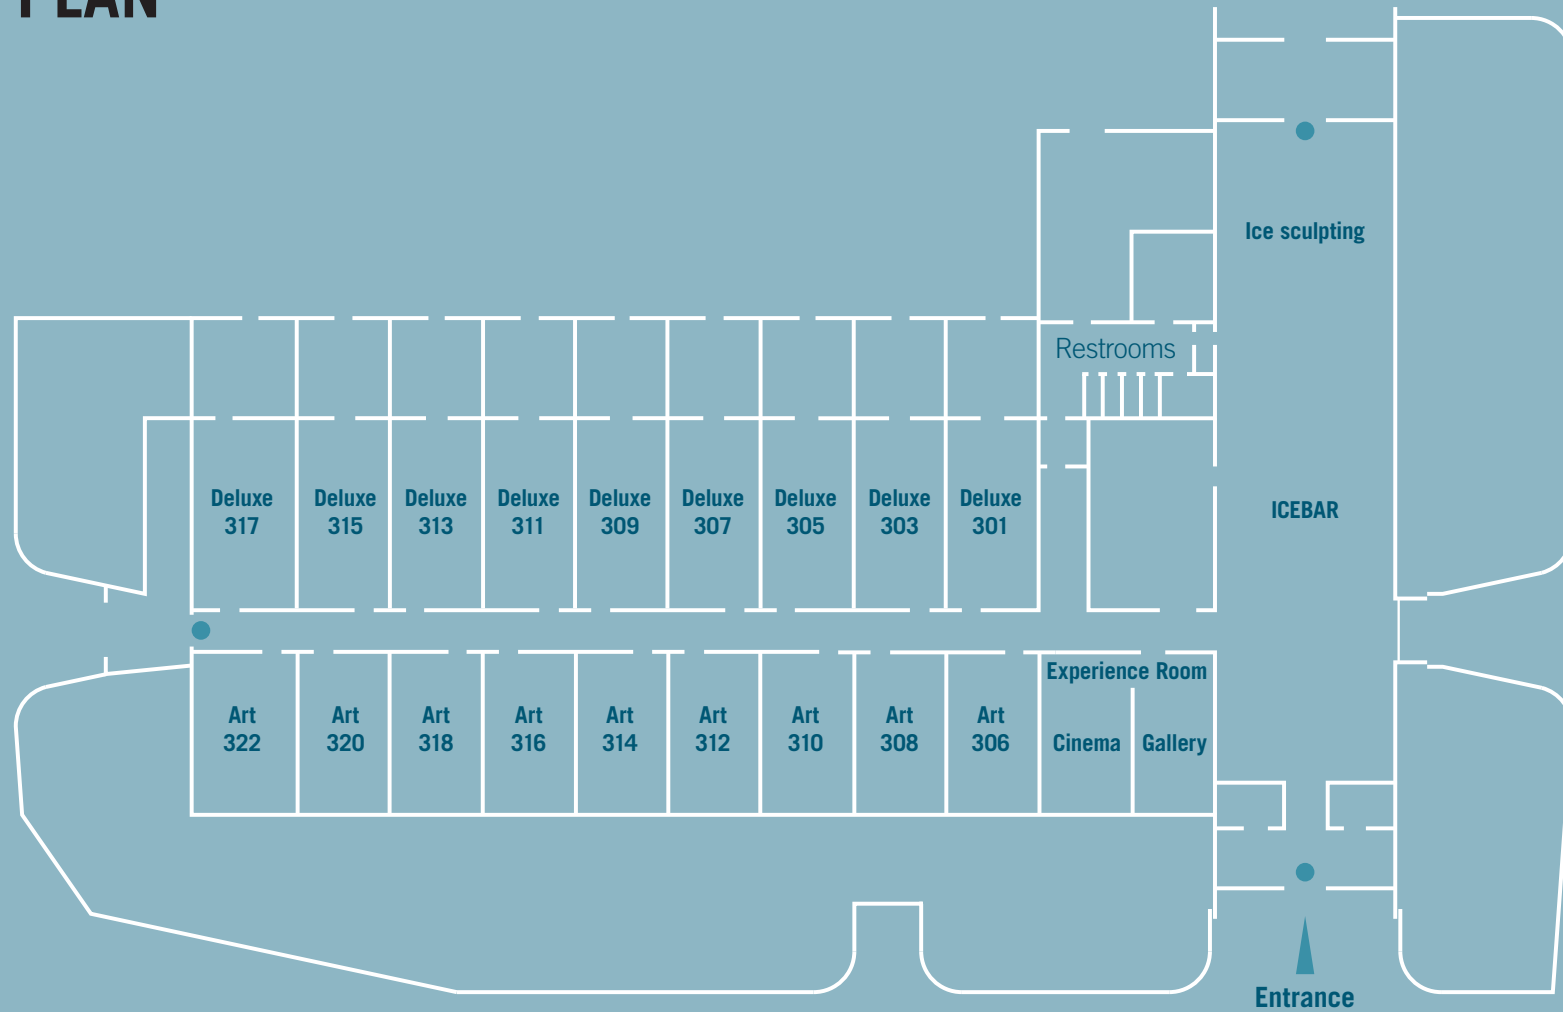 PLAN
Ice sculpting
Restrooms
ICEBAR
Deluxe
317
Deluxe
315
Deluxe
313
Deluxe
311
Deluxe
309
Deluxe
307
Deluxe
305
Deluxe
303
Deluxe
301
Experience Room
Art
322
Art
320
Art
318
Art
316
Art
314
Art
312
Art
310
Art
308
Art
306
Cinema
Gallery
Entrance